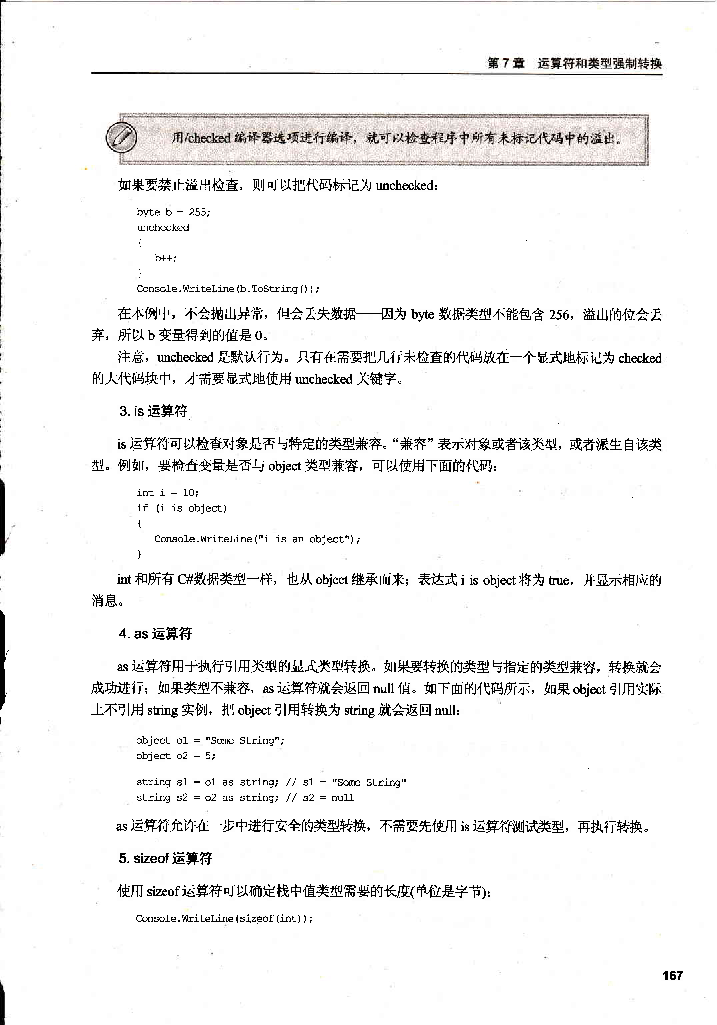 第 7 章 运算符和类型强制转换
用/checked 编译器选项进行编译，就可以检查程序中所有未标记代码中的溢出。
如果要禁止溢出检查，则可以把代码标记为 unchecked：
byte b = 255;
unchecked
{
b++;
}
Console.WriteLine(b.ToString());
在本例中，不会抛出异常，但会丢失数据——因为 byte 数据类型不能包含 256，溢出的位会丢
弃，所以 b 变量得到的值是 0。
注意，unchecked 是默认行为。只有在需要把几行未检查的代码放在一个显式地标记为 checked
的大代码块中，才需要显式地使用 unchecked 关键字。
3. is 运算符
is 运算符可以检查对象是否与特定的类型兼容。“兼容”表示对象或者该类型，或者派生自该类
型。例如，要检查变量是否与 object 类型兼容，可以使用下面的代码：
int i = 10;
if (i is object)
{
Console.WriteLine("i is an object");
}
int 和所有 C#数据类型一样，也从 object 继承而来；表达式 i is object 将为 true，并显示相应的
消息。
4. as 运算符
as 运算符用于执行引用类型的显式类型转换。如果要转换的类型与指定的类型兼容，转换就会
成功进行；如果类型不兼容，as 运算符就会返回 null 值。如下面的代码所示，如果 object 引用实际
上不引用 string 实例，把 object 引用转换为 string 就会返回 null：
object o1 = "Some String";
object o2 = 5;
string s1 = o1 as string; // s1 = "Some String"
string s2 = o2 as string; // s2 = null
as 运算符允许在一步中进行安全的类型转换，不需要先使用 is 运算符测试类型，再执行转换。
5. sizeof 运算符
使用 sizeof 运算符可以确定栈中值类型需要的长度(单位是字节)：
Console.WriteLine(sizeof(int));
167